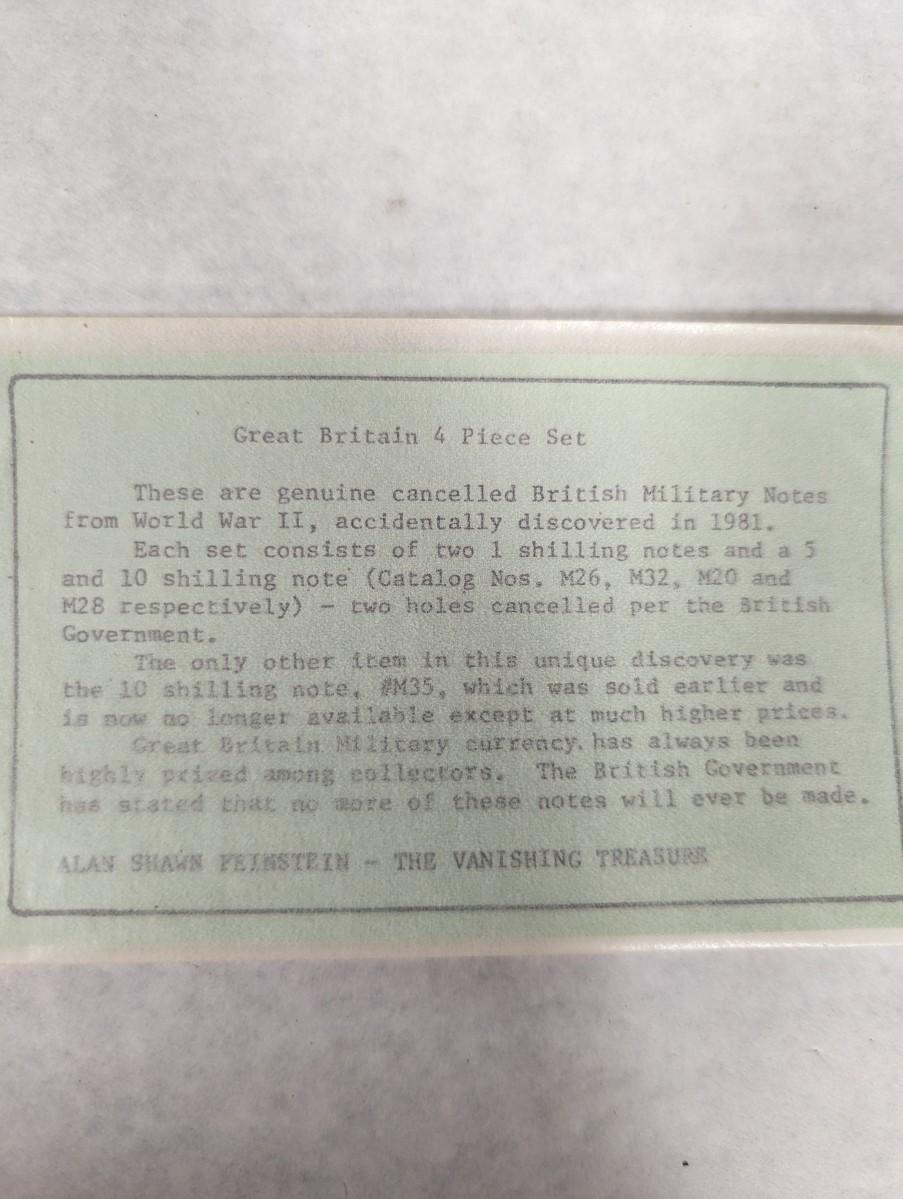 Great Britain 4 Piece Set
These are genuine cancelled British Military Notes
from World War II, accidentally discovered in 1981.
Each set consists of two 1 shilling notes and a 5
and 10 shilling note (Catalog Nos. M26, M32, M20 and
M28 respectively) - two holes cancelled per the British
Government.
The only other item in this unique discovery was
the 10 shilling note, #M35, which was sold earlier and
is now no longer available except at much higher prices.
Great Britain Military currency has always been
highly prized among collectors. The British Government
has stated that no more of these notes will ever be made.
ALAN SHAWN FEINSTEIN - THE VANISHING TREASURE